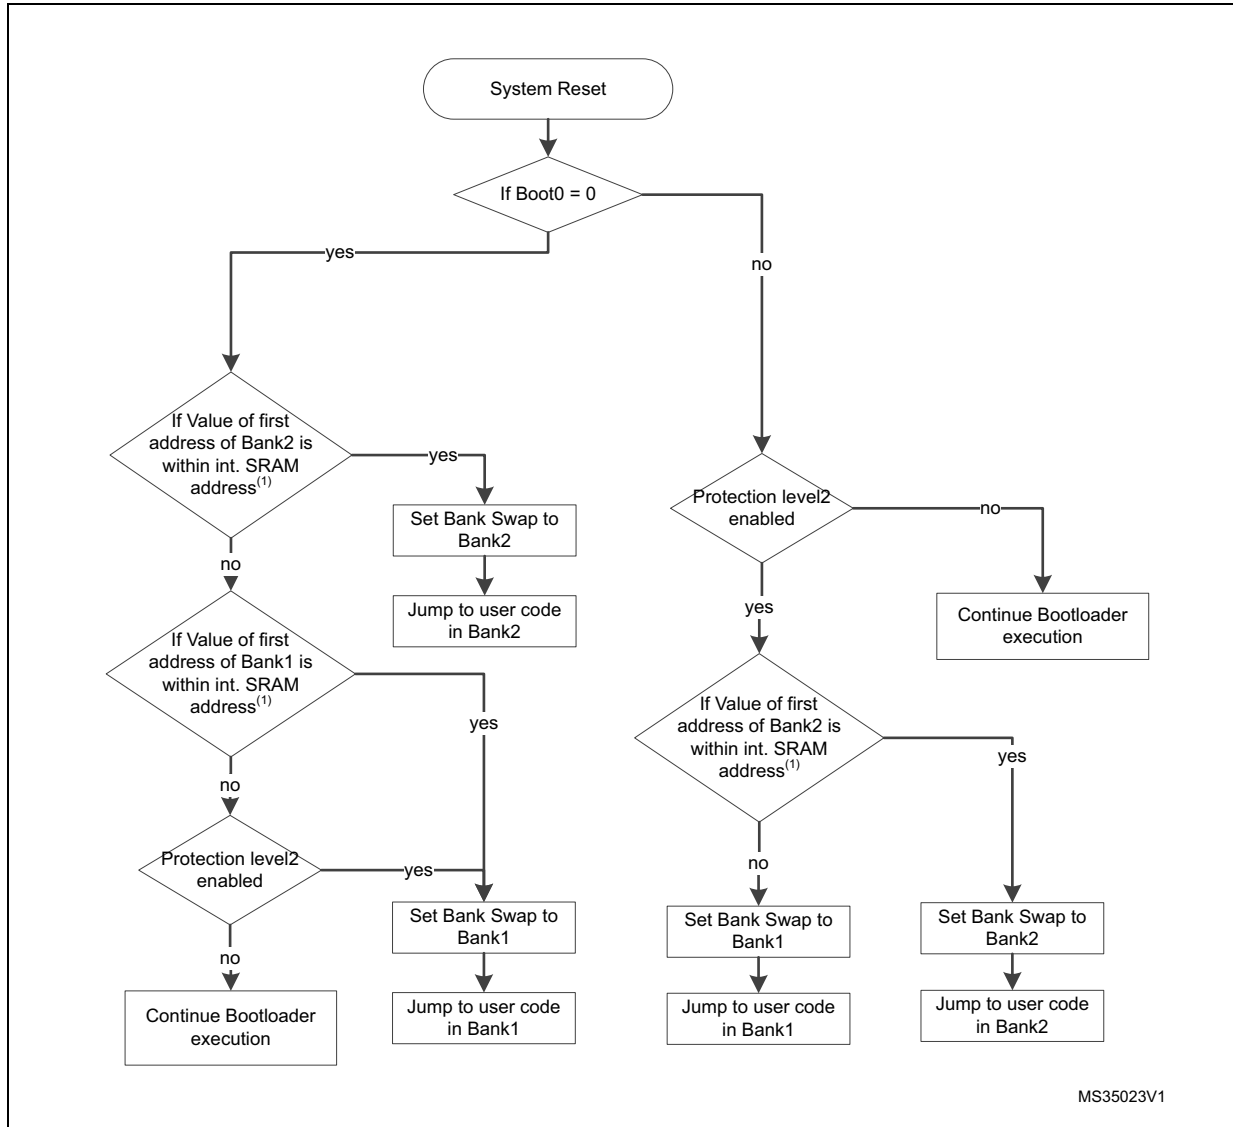 System Reset
If Boot0 = 0
yes
no
If Value of first
address of Bank2 is
within int. SRAM
address(1)
yes
Set Bank Swap to
Bank2
Jump to user code
in Bank2
no
If Value of first
address of Bank1 is
within int. SRAM
address(1)
yes
no
Protection level2
enabled
yes
Set Bank Swap to
Bank1
Jump to user code
in Bank1
no
Continue Bootloader
execution
Protection level2
enabled
no
Continue Bootloader
execution
yes
If Value of first
address of Bank2 is
within int. SRAM
address(1)
yes
no
Set Bank Swap to
Bank1
Jump to user code
in Bank1
Set Bank Swap to
Bank2
Jump to user code
in Bank2
MS35023V1